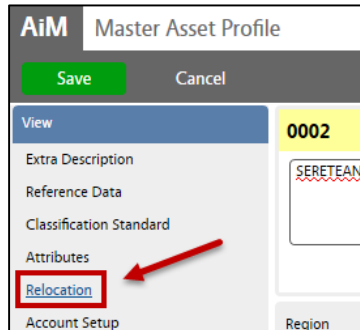 AiM Master Asset Profile
Save Cancel
View
Extra Description
Reference Data
Classification Standard
Attributes
Relocation
Account Setup
0002
SERETEAN
Region